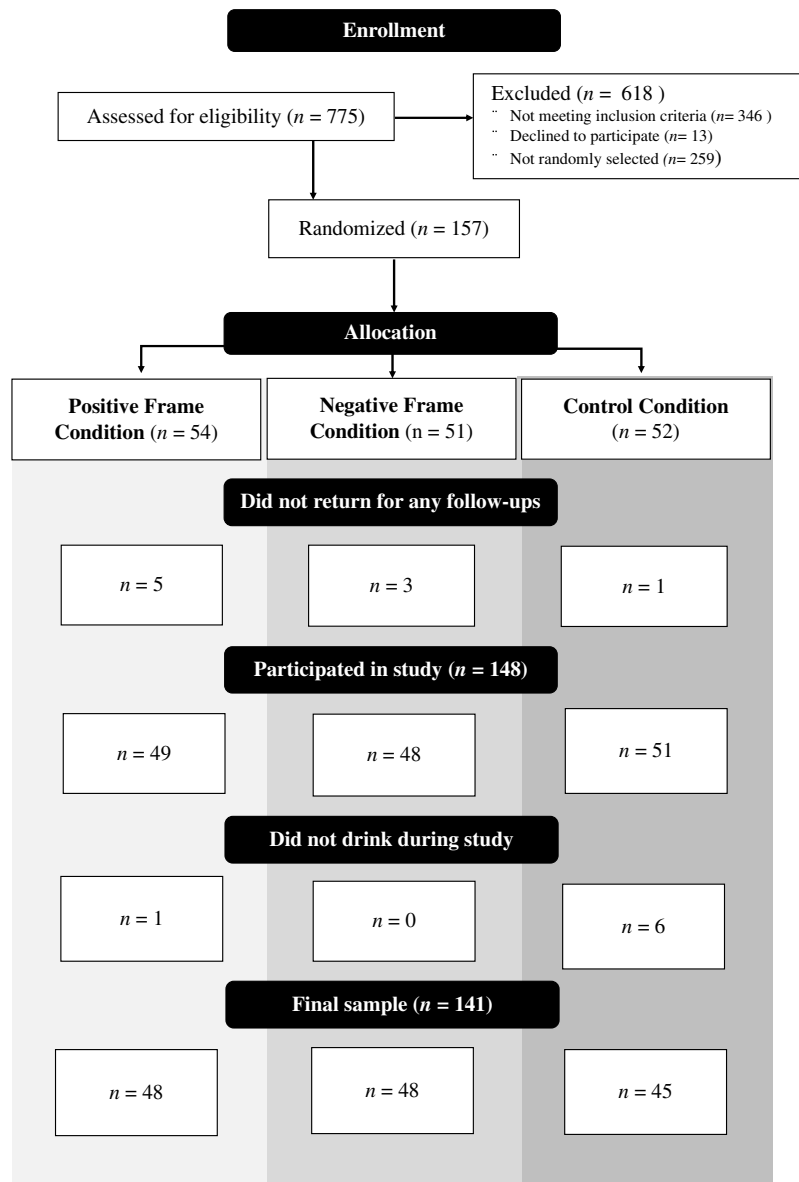 Enrollment
Assessed for eligibility (n = 775)
Excluded (n = 618 )
¨ Not meeting inclusion criteria (n= 346 )
¨ Declined to participate (n= 13)
¨ Not randomly selected (n= 259)
Randomized (n = 157)
Allocation
Positive Frame
Condition (n = 54)
Negative Frame
Condition (n = 51)
Control Condition
(n = 52)
Did not return for any follow-ups
n = 5
n = 3
n = 1
Participated in study (n = 148)
n = 49
n = 48
n = 51
Did not drink during study
n = 1
n = 0
n = 6
Final sample (n = 141)
n = 48
n = 48
n = 45